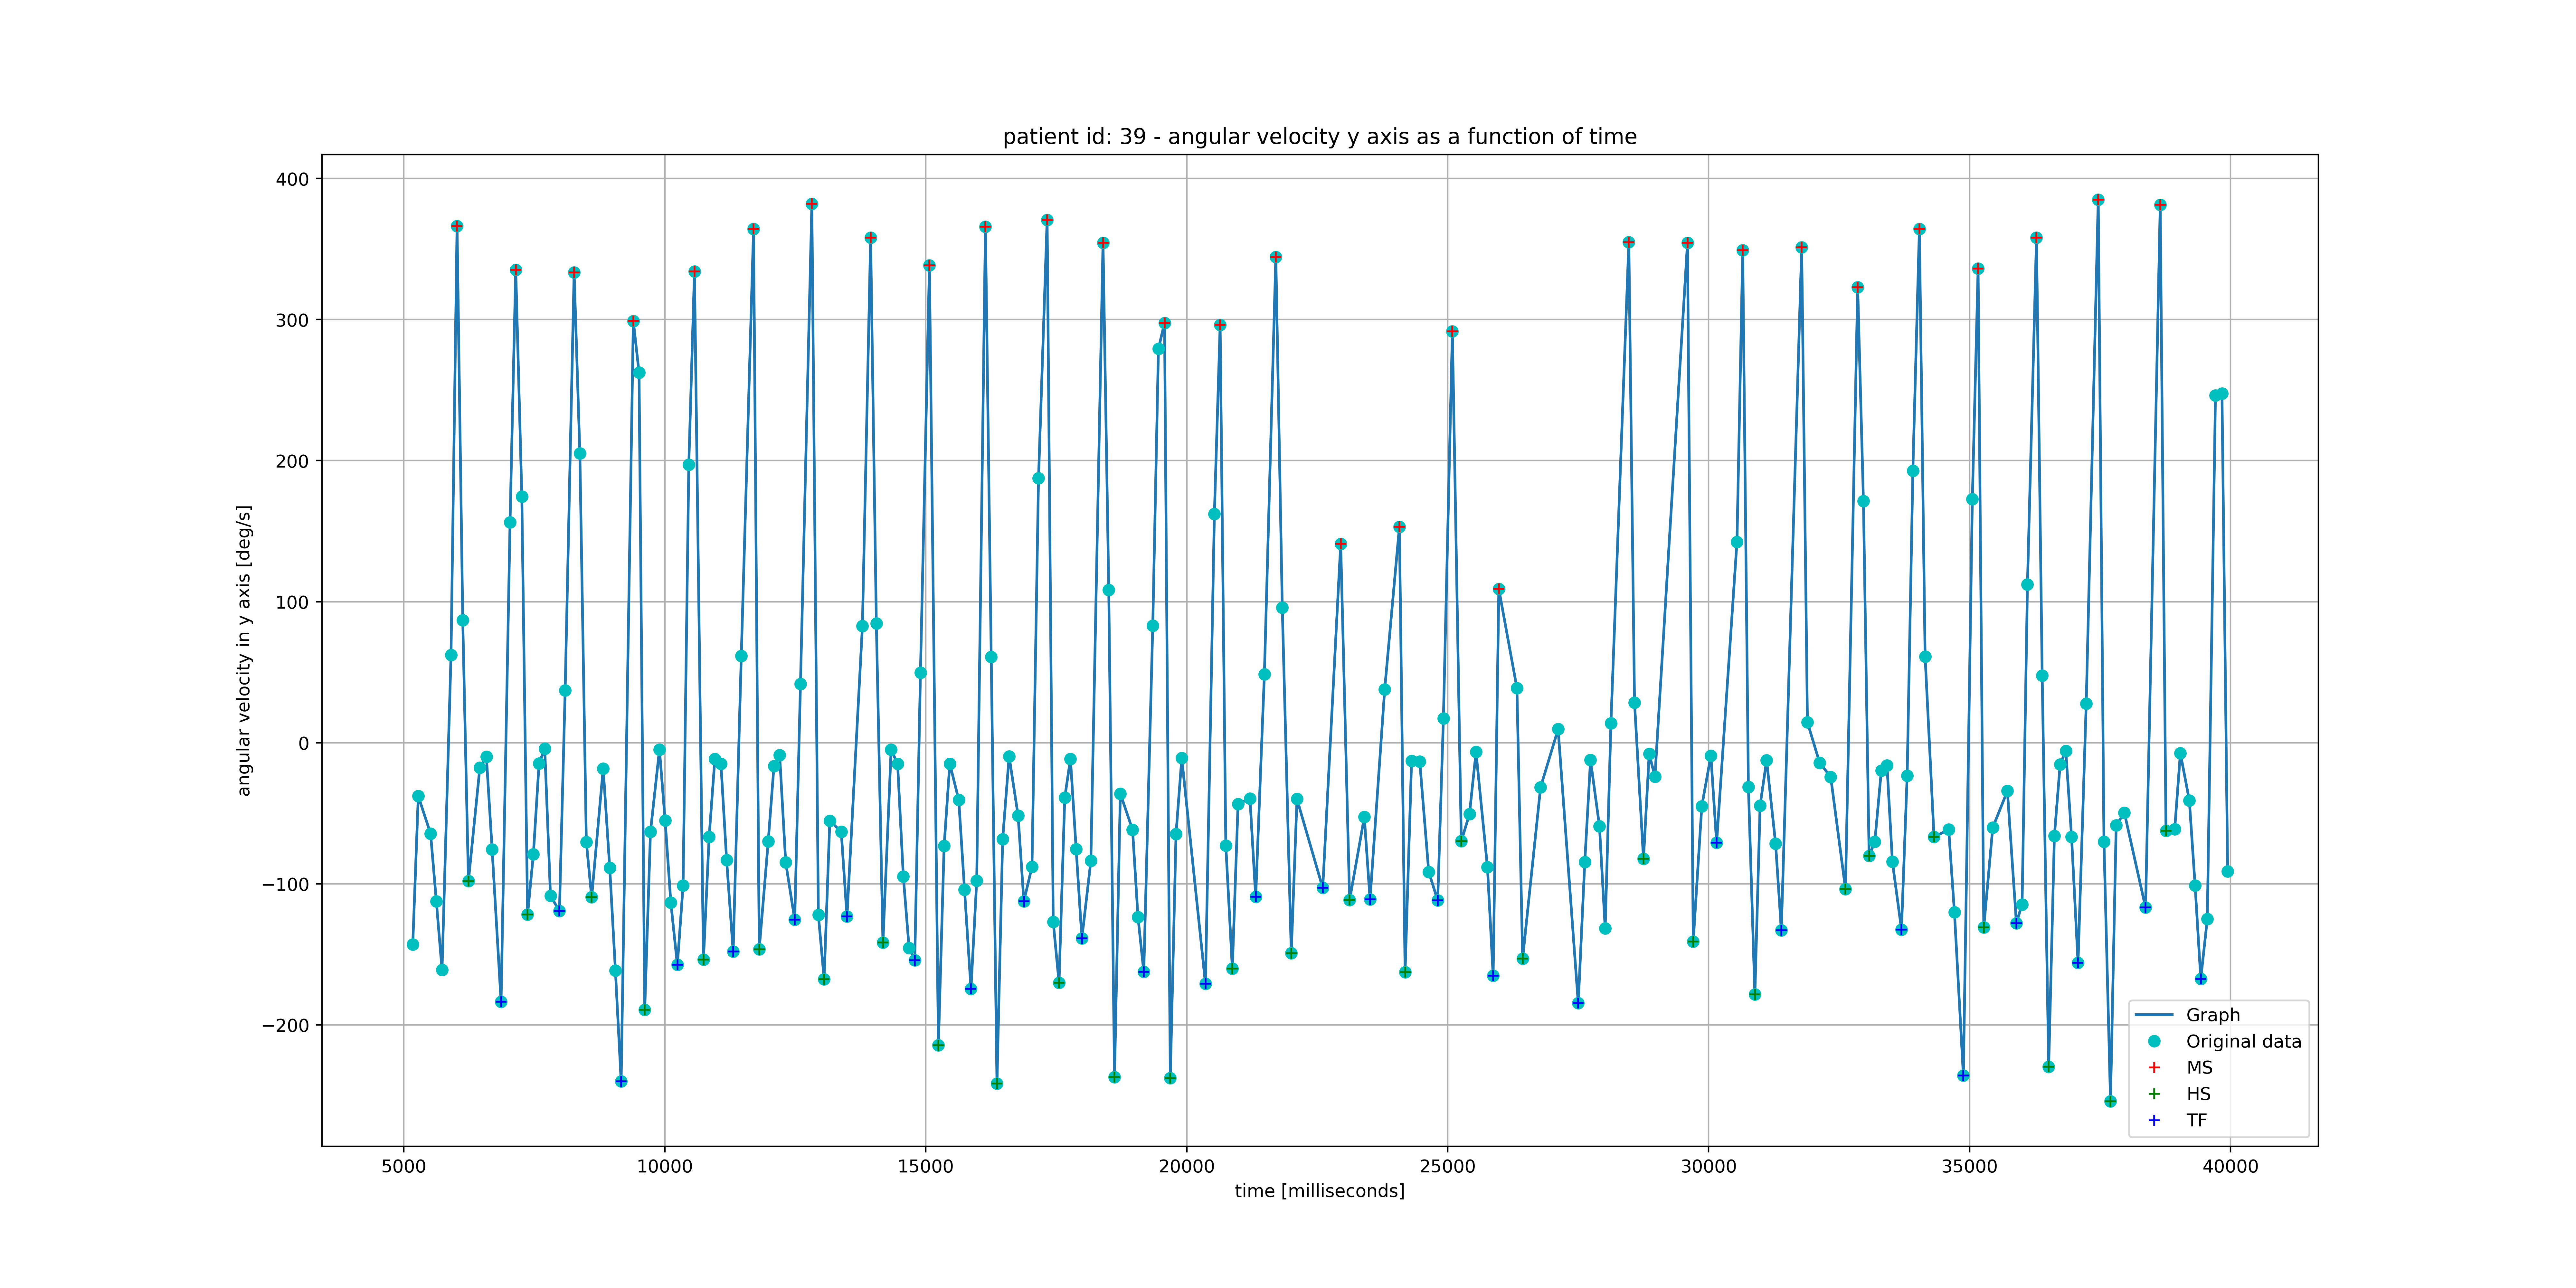 patient id: 39 - angular velocity y axis as a function of time
angular velocity in y axis [deg/s]
400
300
200
100
0
−100
−200
5000 10000 15000 20000 25000 30000 35000 40000
time [milliseconds]
Graph
Original data
MS
HS
TF